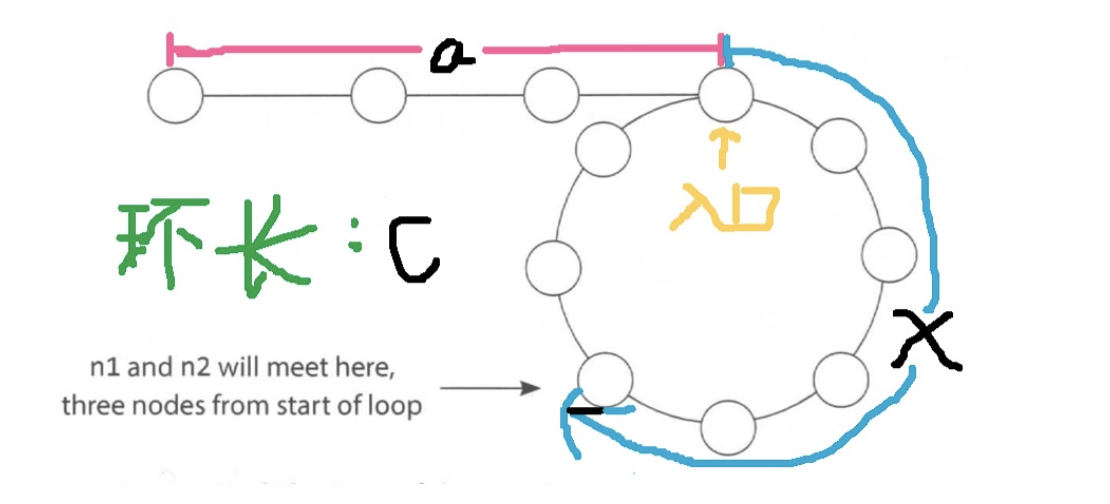 a
入口
环长:C
X
n1 and n2 will meet here,
three nodes from start of loop